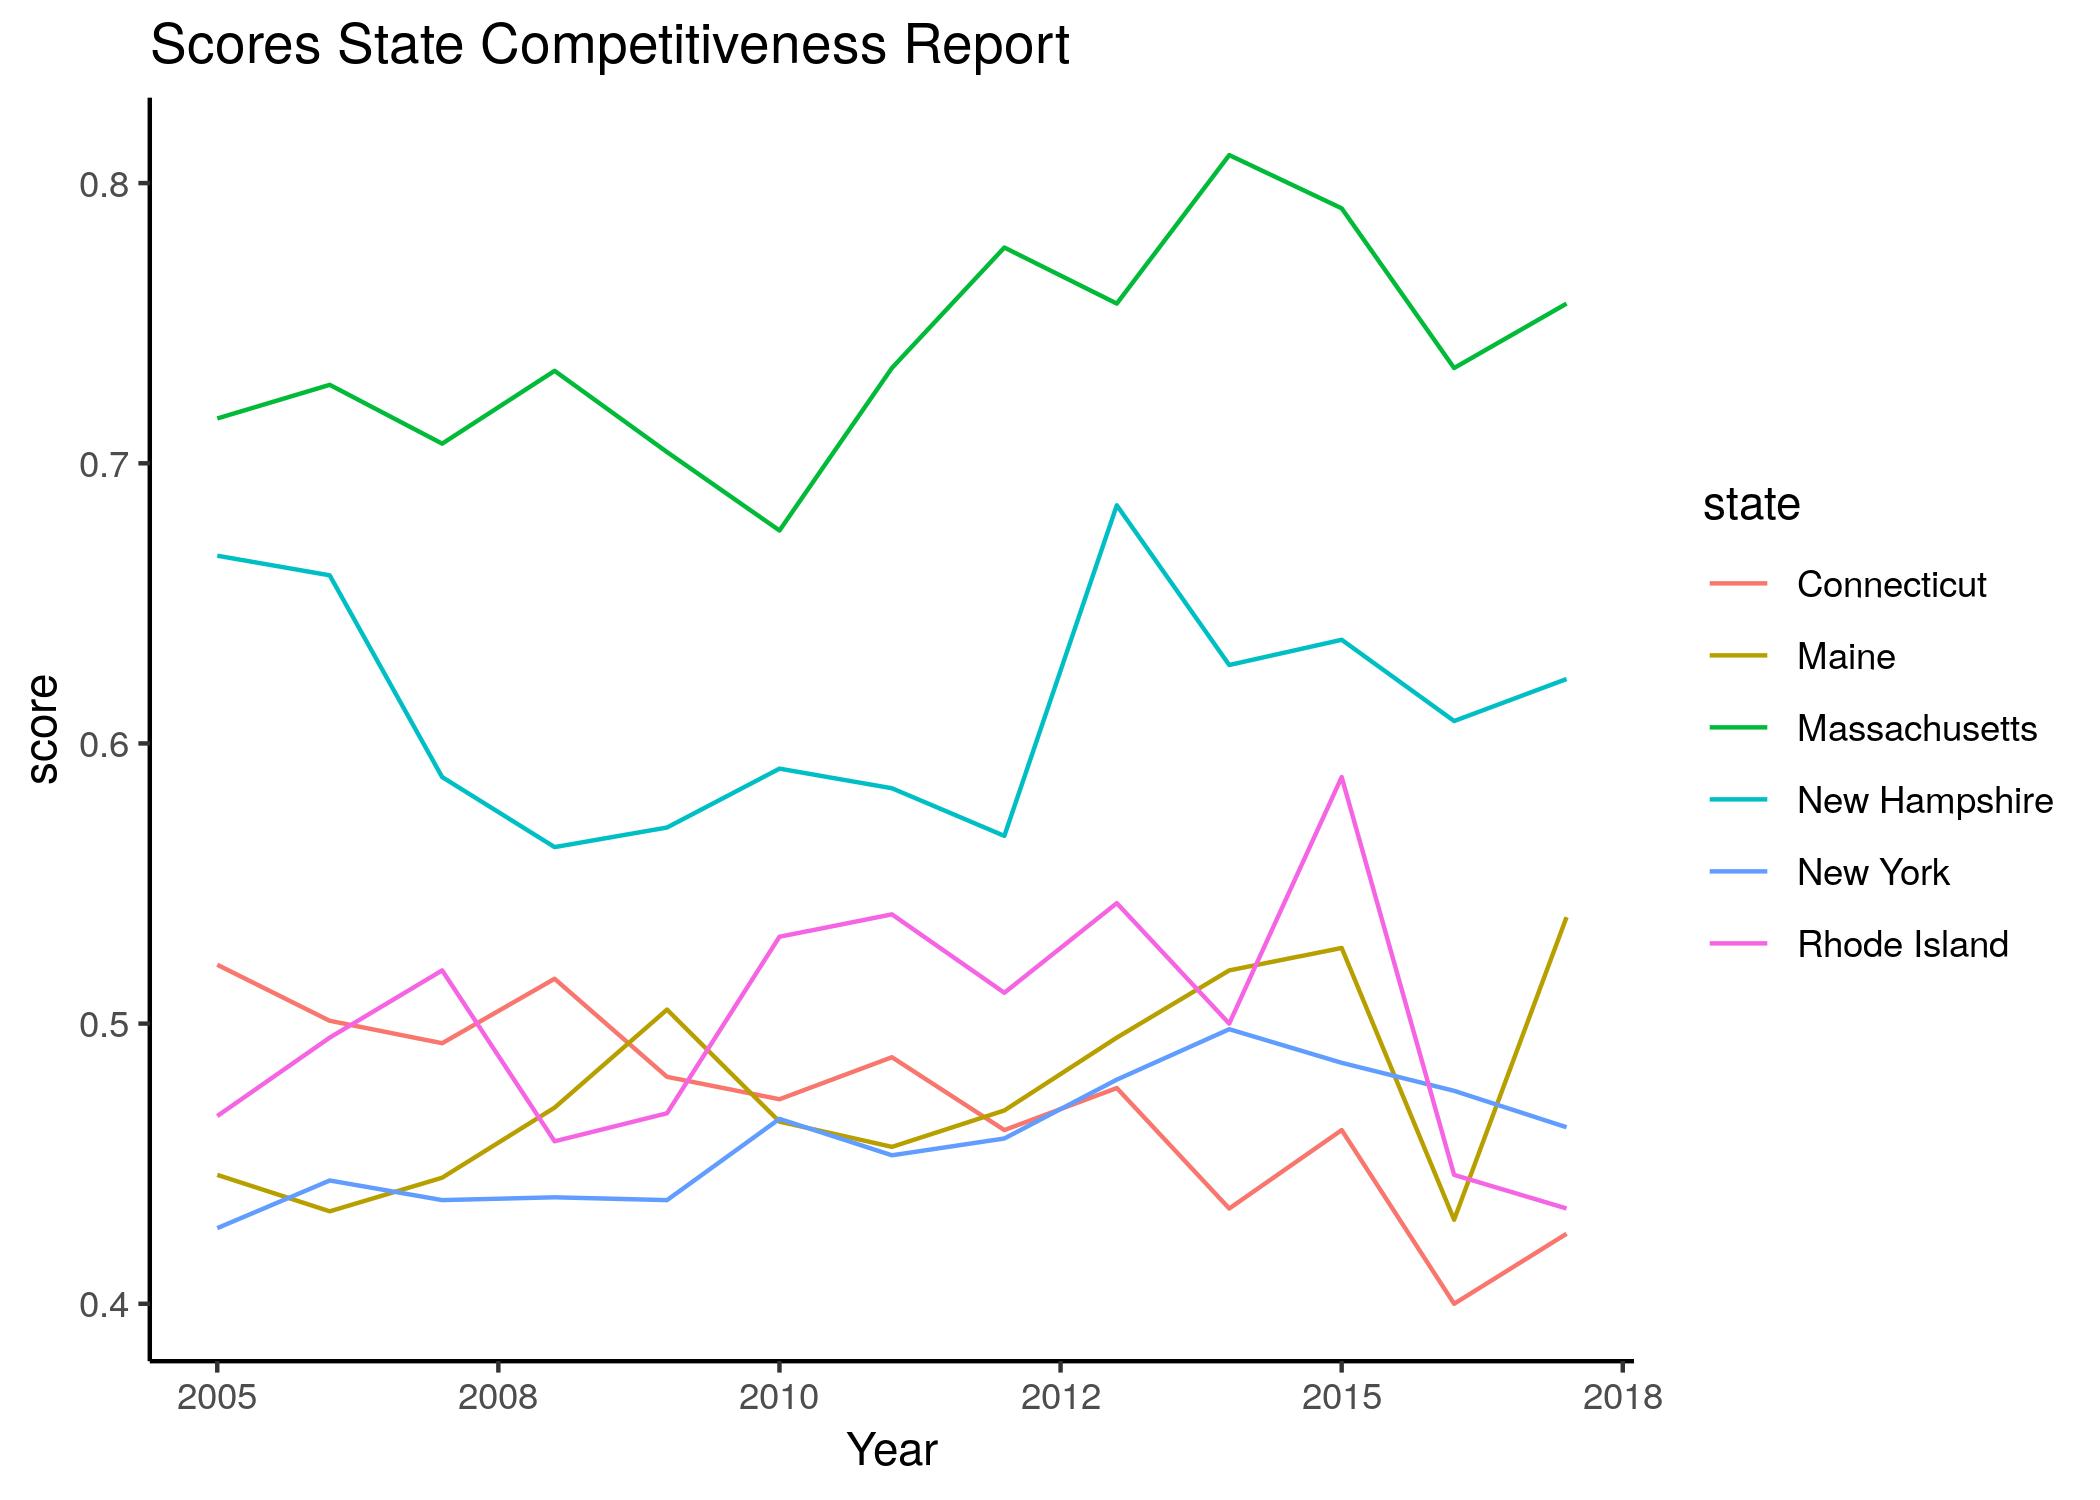 Scores State Competitiveness Report
0.8
0.7
0.6
0.5
0.4
score
2005 2008 2010 2012 2015 2018
Year
state
Connecticut
Maine
Massachusetts
New Hampshire
New York
Rhode Island